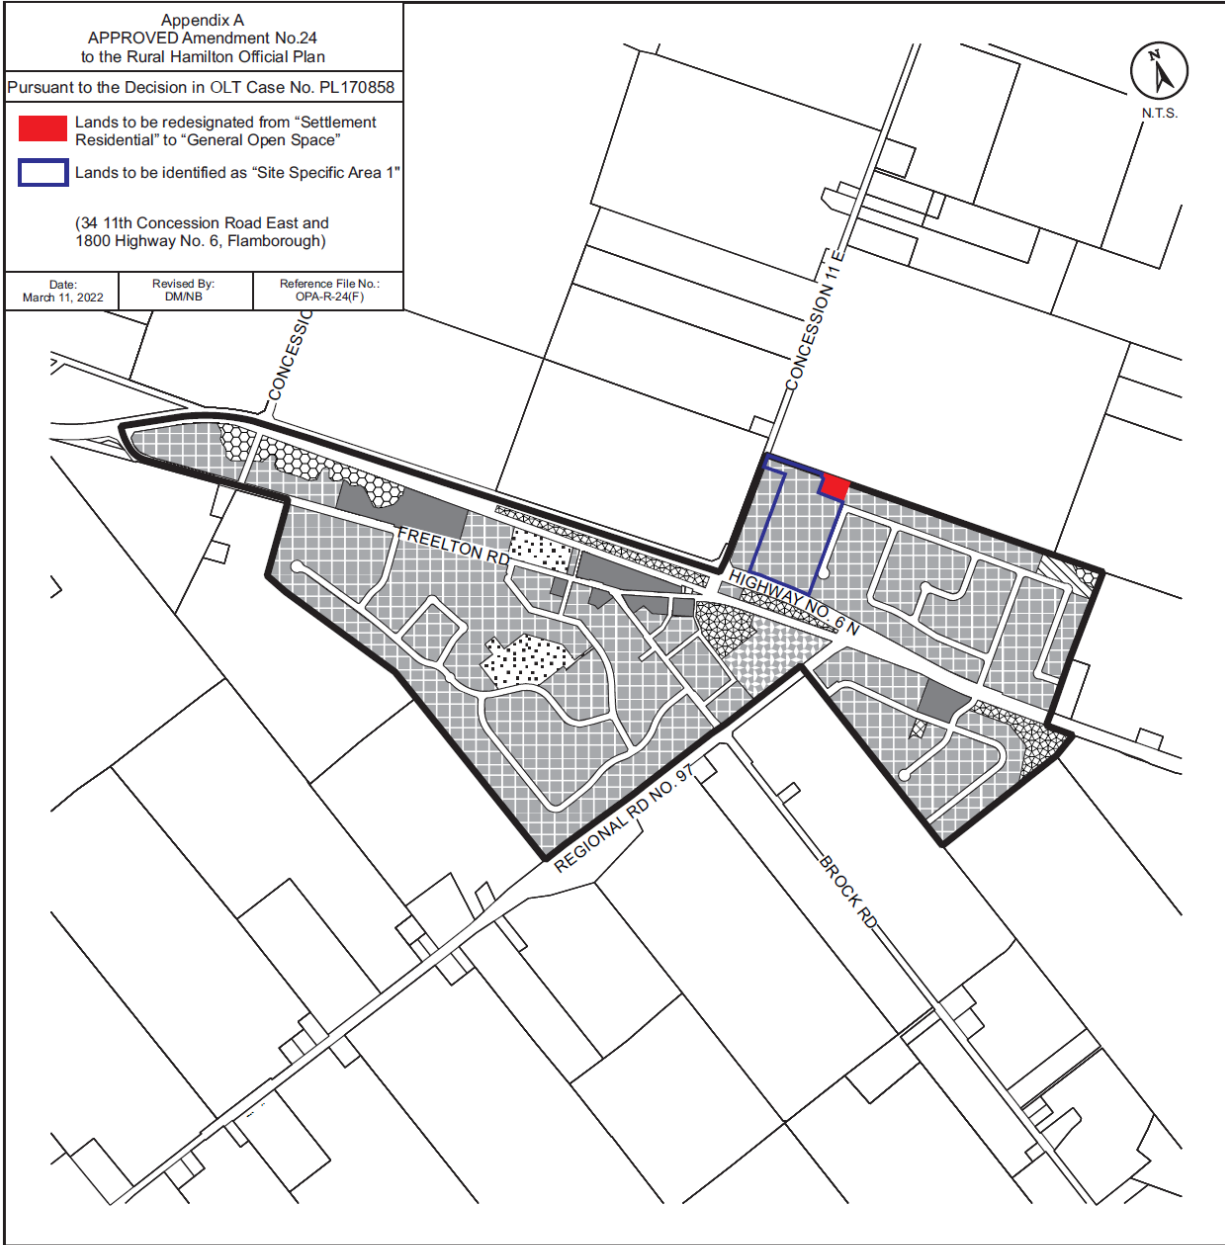 Appendix A
APPROVED Amendment No.24
to the Rural Hamilton Official Plan
Pursuant to the Decision in OLT Case No. PL170858
Lands to be redesignated from “Settlement
Residential” to “General Open Space”
Lands to be identified as “Site Specific Area 1"
(34 11th Concession Road East and
1800 Highway No. 6, Flamborough)
Date:
March 11, 2022
Revised By:
DM/NB
Reference File No.:
OPA-R-24(F)
N
N.T.S.
CONCESSIO
CONCESSION 11 E
FREELTON RD
HIGHWAY NO. 6 N
REGIONAL RD NO. 97
BROCK RD